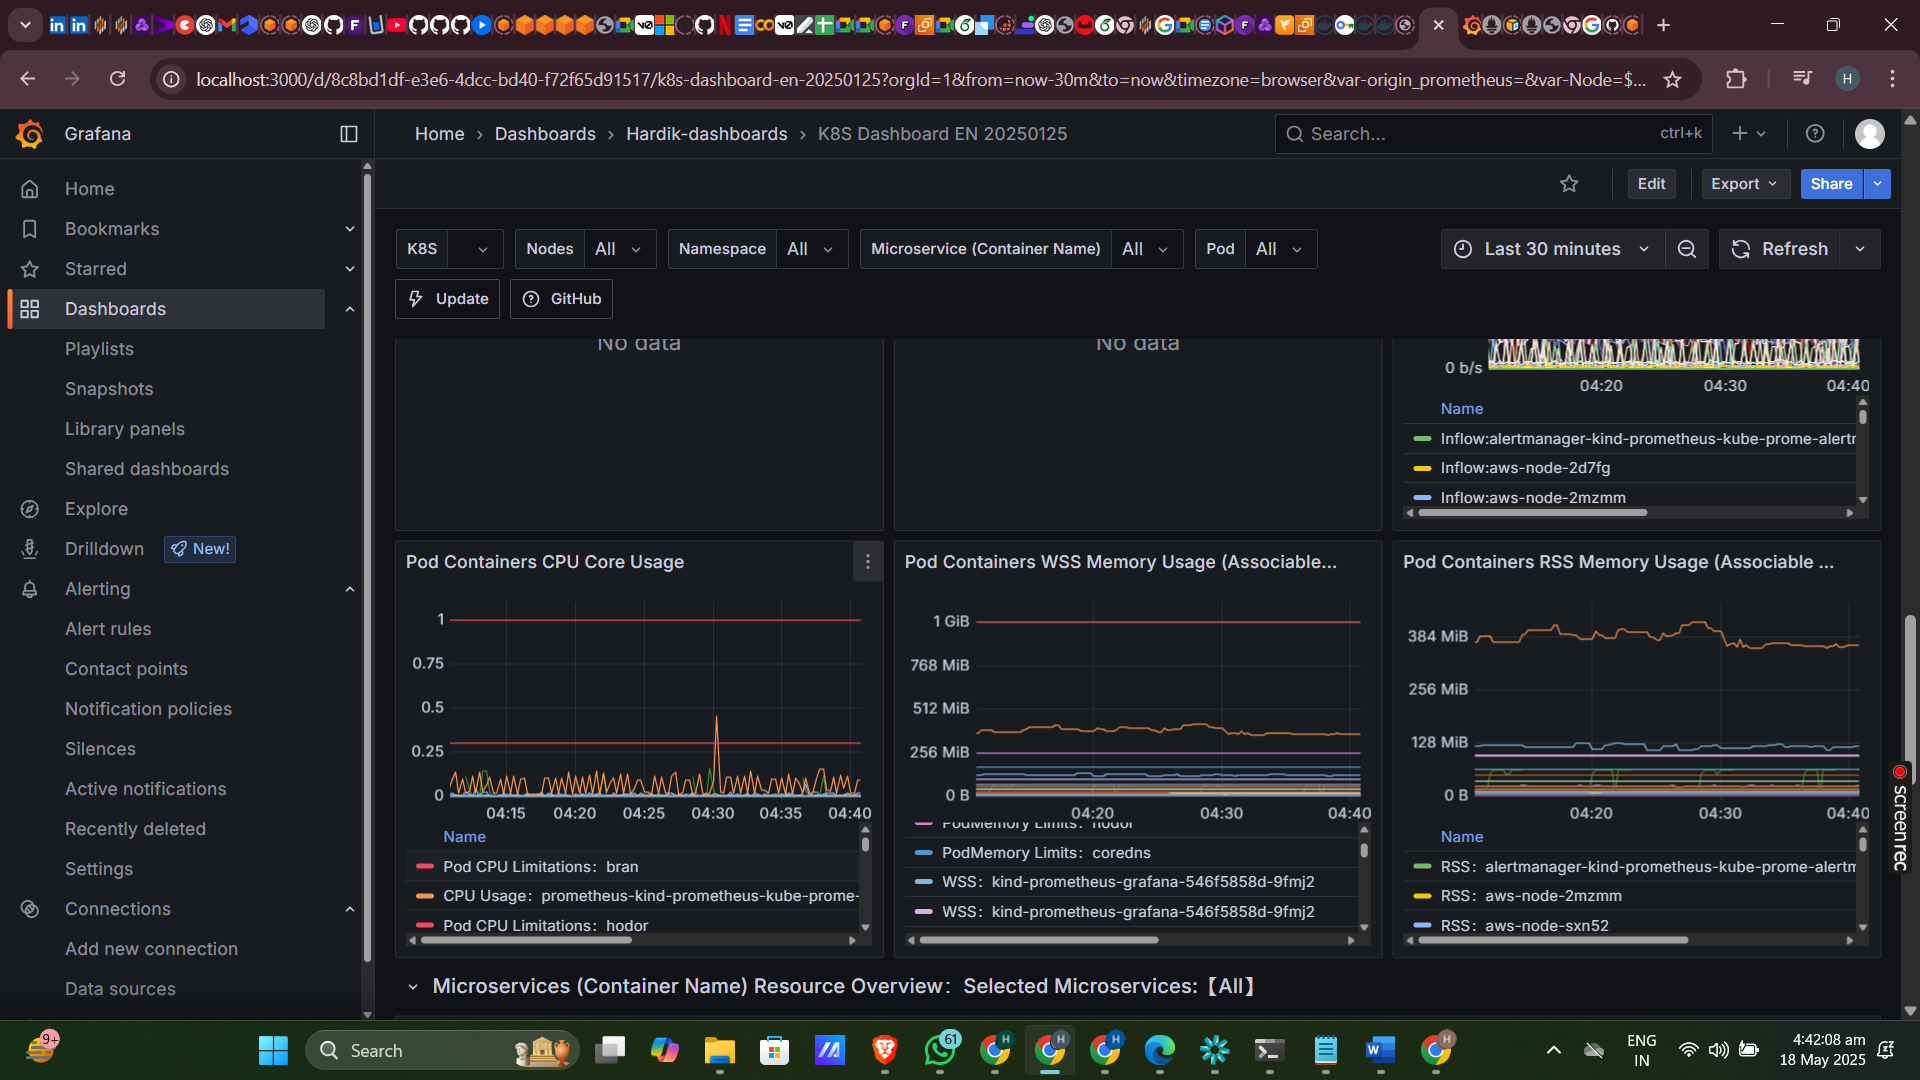 localhost:3000/d/8c8bd1df-e3e6-4dcc-bd40-f72f65d91517/k8s-dashboard-en-20250125?orgId=1&from=now-30m&to=now&timezone=browser&var-origin_prometheus=&var-Node=$...
H
Grafana
Home › Dashboards › Hardik-dashboards › K8S Dashboard EN 20250125
Search...
ctrl+k
Edit
Export
Share
Home
Bookmarks
Starred
Dashboards
Playlists
Snapshots
Library panels
Shared dashboards
Explore
Drilldown
New!
Alerting
Alert rules
Contact points
Notification policies
Silences
Active notifications
Recently deleted
Settings
Connections
Add new connection
Data sources
K8S
Nodes All
Namespace All
Microservice (Container Name) All
Pod All
Last 30 minutes
Refresh
Update
GitHub
No data
No data
0 b/s
04:20 04:30 04:40
Name
Inflow:alertmanager-kind-prometheus-kube-prome-alertr
Inflow:aws-node-2d7fg
Inflow:aws-node-2mzmm
Pod Containers CPU Core Usage
1
0.75
0.5
0.25
0
04:15 04:20 04:25 04:30 04:35 04:40
Name
Pod CPU Limitations: bran
CPU Usage: prometheus-kind-prometheus-kube-prome-
Pod CPU Limitations: hodor
Pod Containers WSS Memory Usage (Associable...
1 GiB
768 MiB
512 MiB
256 MiB
0 B
04:20 04:30 04:40
PodMemory Limits: hodor
PodMemory Limits: coredns
WSS: kind-prometheus-grafana-546f5858d-9fmj2
WSS: kind-prometheus-grafana-546f5858d-9fmj2
Pod Containers RSS Memory Usage (Associable ...
384 MiB
256 MiB
128 MiB
0 B
04:20 04:30 04:40
Name
RSS: alertmanager-kind-prometheus-kube-prome-alertm
RSS: aws-node-2mzmm
RSS: aws-node-sxn52
Microservices (Container Name) Resource Overview: Selected Microservices:【All】
screenrec
9+
Search
61
ENG
IN
4:42:08 am
18 May 2025